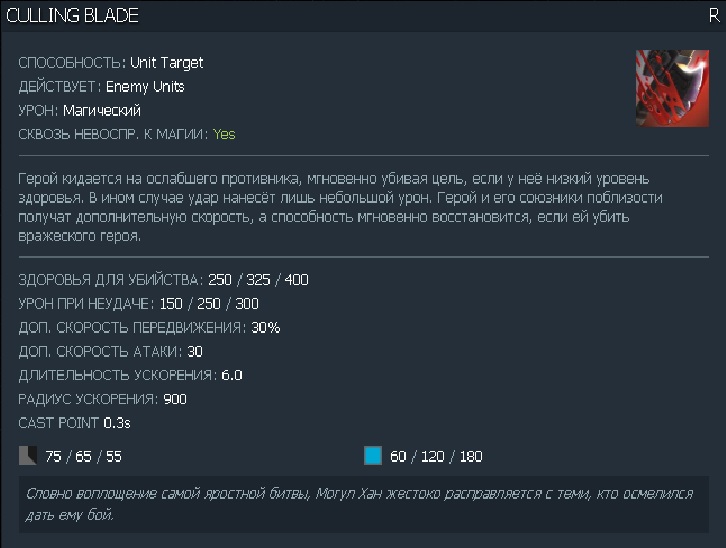 CULLING BLADE R
СПОСОБНОСТЬ: Unit Target
ДЕЙСТВУЕТ: Enemy Units
УРОН: Магический
СКВОЗЬ НЕВОСПР. К МАГИИ: Yes
Герой кидается на ослабшего противника, мгновенно убивая цель, если у неё низкий уровень
здоровья. В ином случае удар нанесёт лишь небольшой урон. Герой и его союзники поблизости
получат дополнительную скорость, а способность мгновенно восстановится, если ей убить
вражеского героя.
ЗДОРОВЬЯ ДЛЯ УБИЙСТВА: 250 / 325 / 400
УРОН ПРИ НЕУДАЧЕ: 150 / 250 / 300
ДОП. СКОРОСТЬ ПЕРЕДВИЖЕНИЯ: 30%
ДОП. СКОРОСТЬ АТАКИ: 30
ДЛИТЕЛЬНОСТЬ УСКОРЕНИЯ: 6.0
РАДИУС УСКОРЕНИЯ: 900
CAST POINT 0.3s
75 / 65 / 55 60 / 120 / 180
Словно воплощение самой яростной битвы, Могул Хан жестоко расправляется с теми, кто осмелился
дать ему бой.